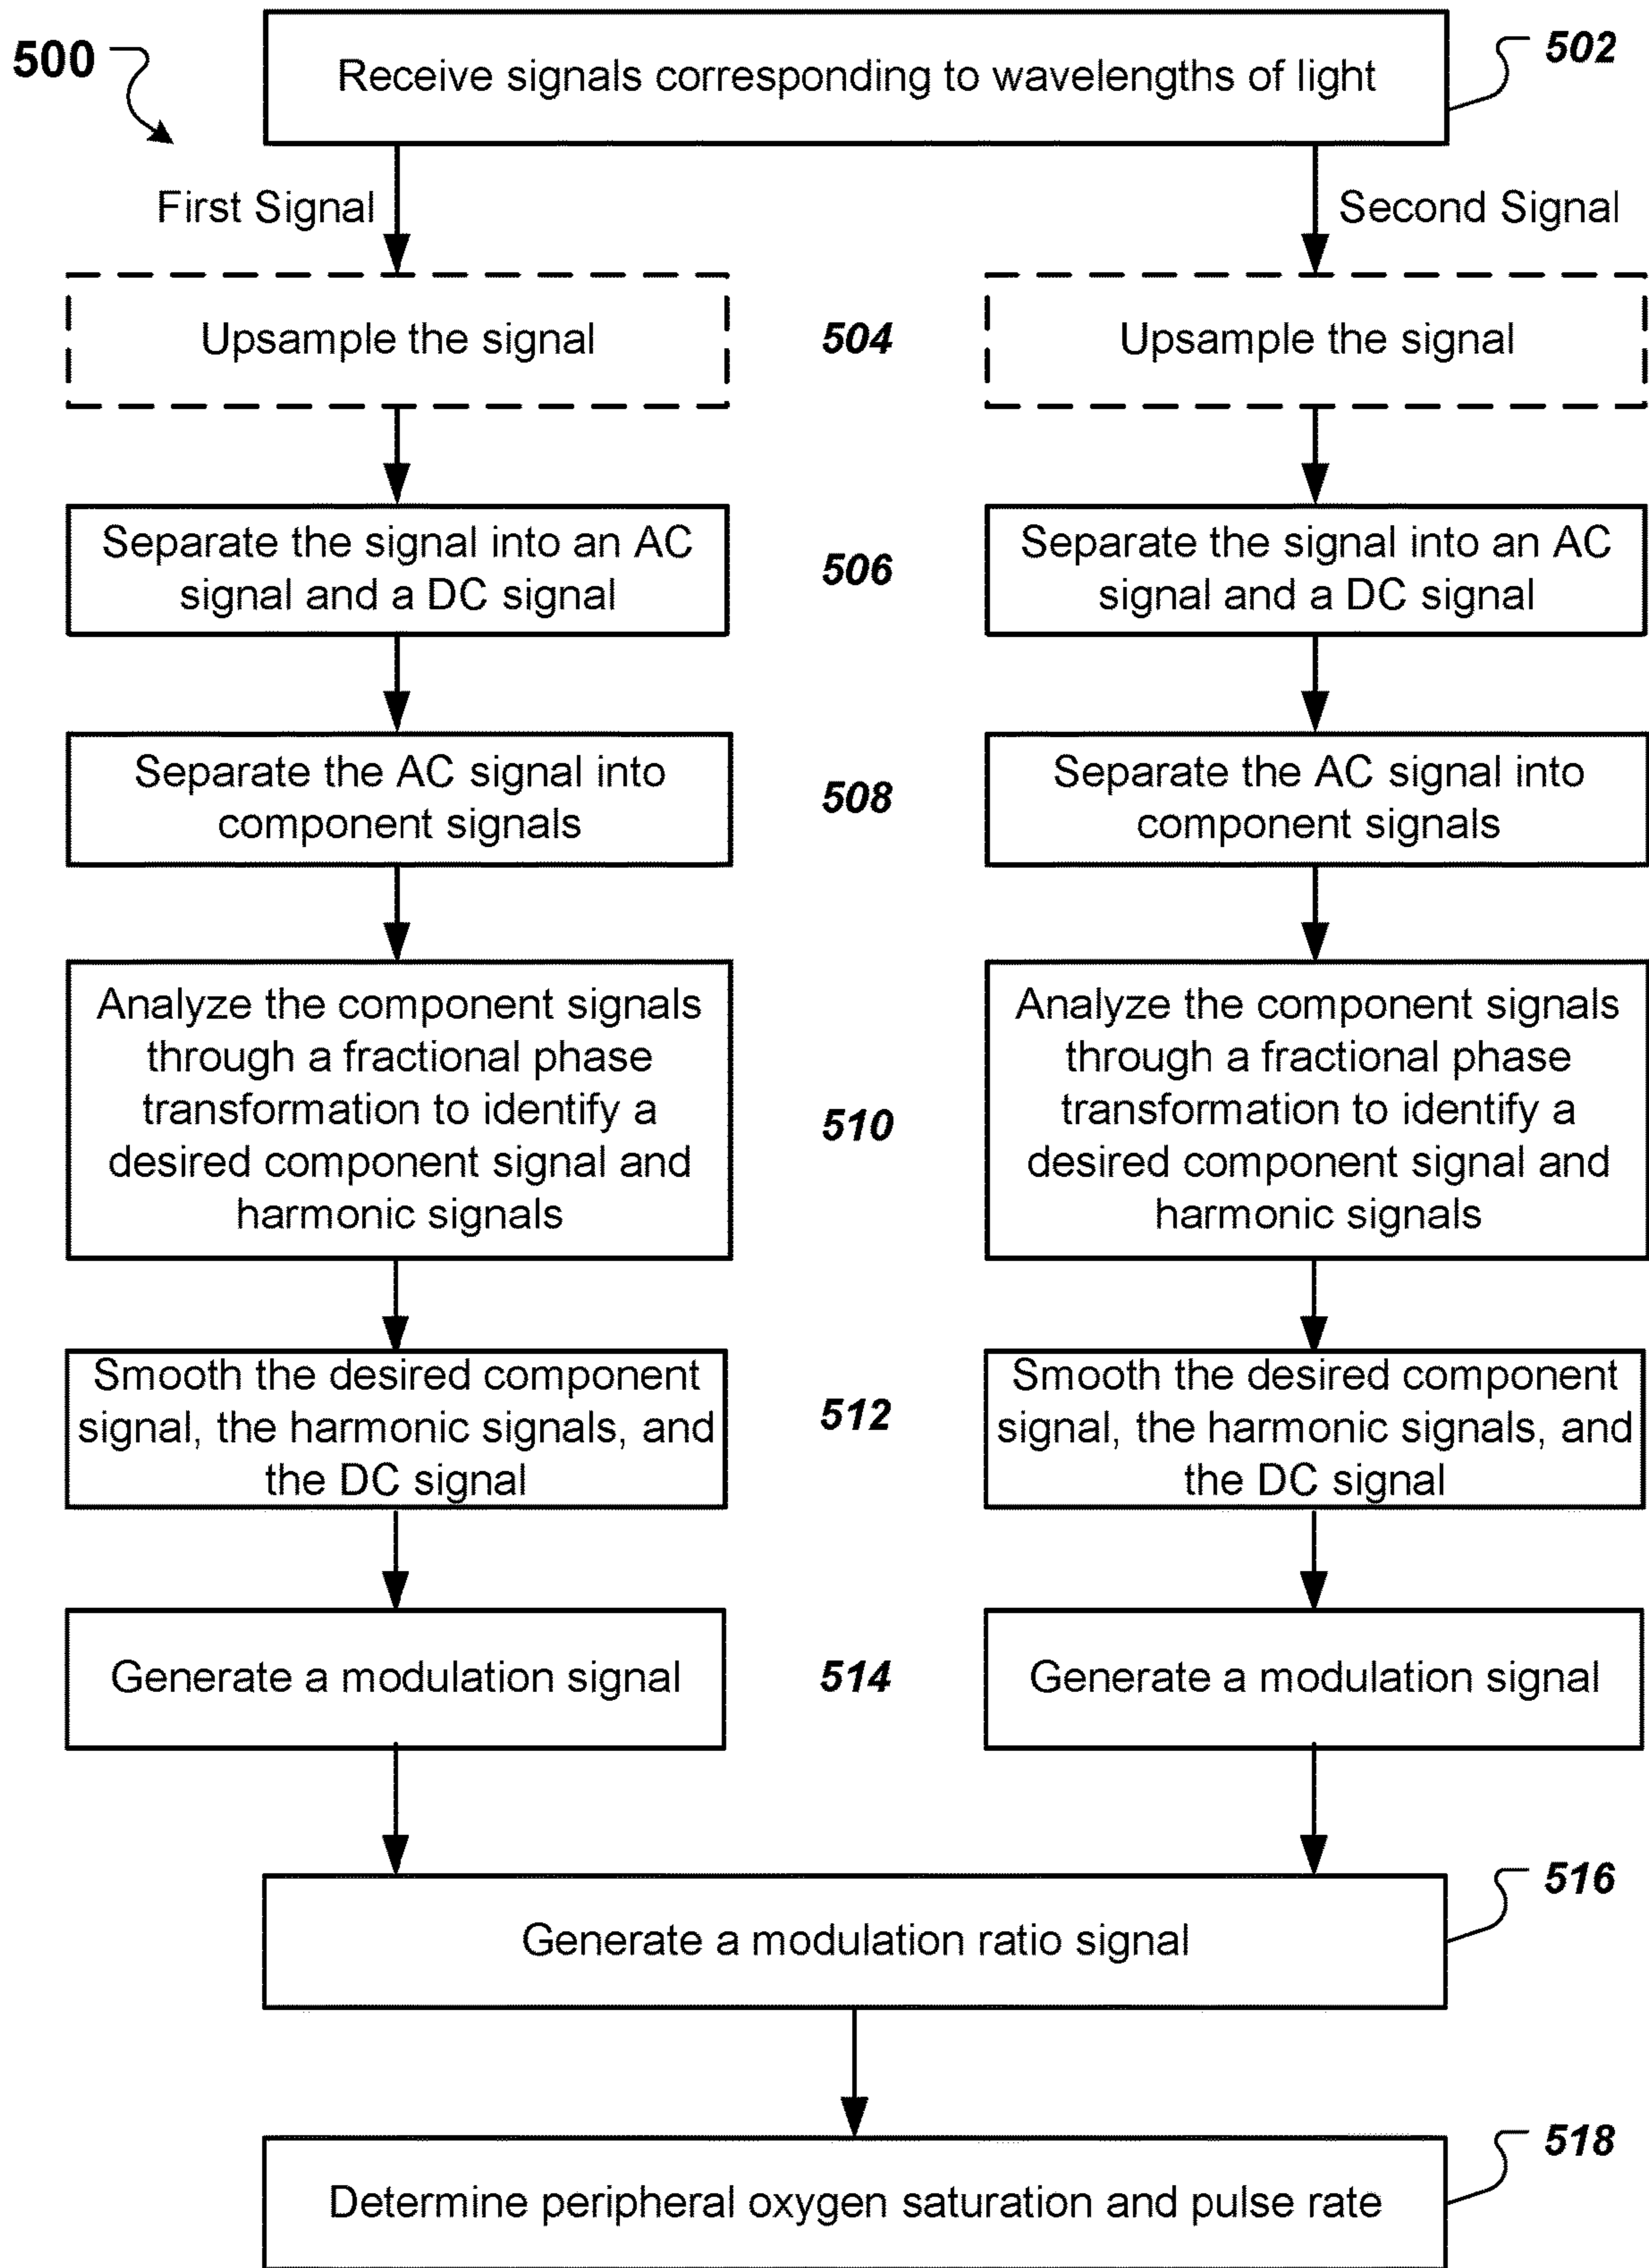 500
Receive signals corresponding to wavelengths of light
502
First Signal
Second Signal
Upsample the signal
504
Upsample the signal
Separate the signal into an AC
signal and a DC signal
506
Separate the signal into an AC
signal and a DC signal
Separate the AC signal into
component signals
508
Separate the AC signal into
component signals
Analyze the component signals
through a fractional phase
transformation to identify a
desired component signal and
harmonic signals
510
Analyze the component signals
through a fractional phase
transformation to identify a
desired component signal and
harmonic signals
Smooth the desired component
signal, the harmonic signals, and
the DC signal
512
Smooth the desired component
signal, the harmonic signals, and
the DC signal
Generate a modulation signal
514
Generate a modulation signal
516
Generate a modulation ratio signal
518
Determine peripheral oxygen saturation and pulse rate